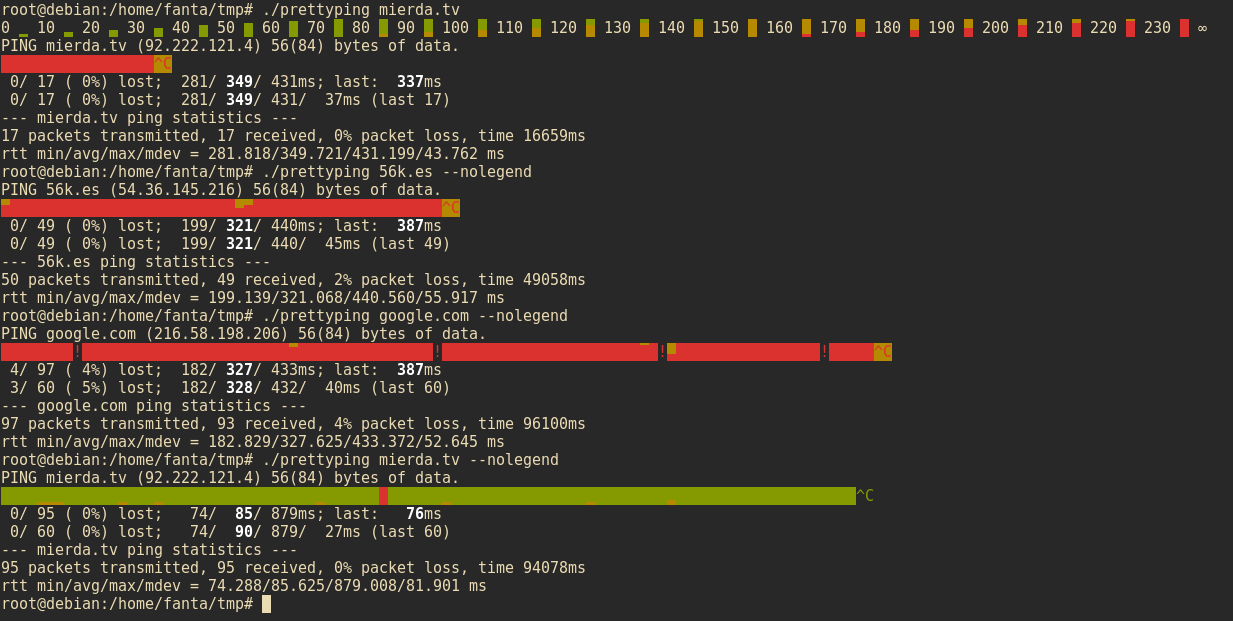 root@debian:/home/fanta/tmp# ./prettyping mierda.tv
0 10 20 30 40 50 60 70 80 90 100 110 120 130 140 150 160 170 180 190 200 210 220 230 ∞
PING mierda.tv (92.222.121.4) 56(84) bytes of data.
^C
0/ 17 ( 0%) lost; 281/ 349/ 431ms; last: 337ms
0/ 17 ( 0%) lost; 281/ 349/ 431/ 37ms (last 17)
--- mierda.tv ping statistics ---
17 packets transmitted, 17 received, 0% packet loss, time 16659ms
rtt min/avg/max/mdev = 281.818/349.721/431.199/43.762 ms
root@debian:/home/fanta/tmp# ./prettyping 56k.es --nolegend
PING 56k.es (54.36.145.216) 56(84) bytes of data.
^C
0/ 49 ( 0%) lost; 199/ 321/ 440ms; last: 387ms
0/ 49 ( 0%) lost; 199/ 321/ 440/ 45ms (last 49)
--- 56k.es ping statistics ---
50 packets transmitted, 49 received, 2% packet loss, time 49058ms
rtt min/avg/max/mdev = 199.139/321.068/440.560/55.917 ms
root@debian:/home/fanta/tmp# ./prettyping google.com --nolegend
PING google.com (216.58.198.206) 56(84) bytes of data.
! ! ! ! ^C
4/ 97 ( 4%) lost; 182/ 327/ 433ms; last: 387ms
3/ 60 ( 5%) lost; 182/ 328/ 432/ 40ms (last 60)
--- google.com ping statistics ---
97 packets transmitted, 93 received, 4% packet loss, time 96100ms
rtt min/avg/max/mdev = 182.829/327.625/433.372/52.645 ms
root@debian:/home/fanta/tmp# ./prettyping mierda.tv --nolegend
PING mierda.tv (92.222.121.4) 56(84) bytes of data.
^C
0/ 95 ( 0%) lost; 74/ 85/ 879ms; last: 76ms
0/ 60 ( 0%) lost; 74/ 90/ 879/ 27ms (last 60)
--- mierda.tv ping statistics ---
95 packets transmitted, 95 received, 0% packet loss, time 94078ms
rtt min/avg/max/mdev = 74.288/85.625/879.008/81.901 ms
root@debian:/home/fanta/tmp#